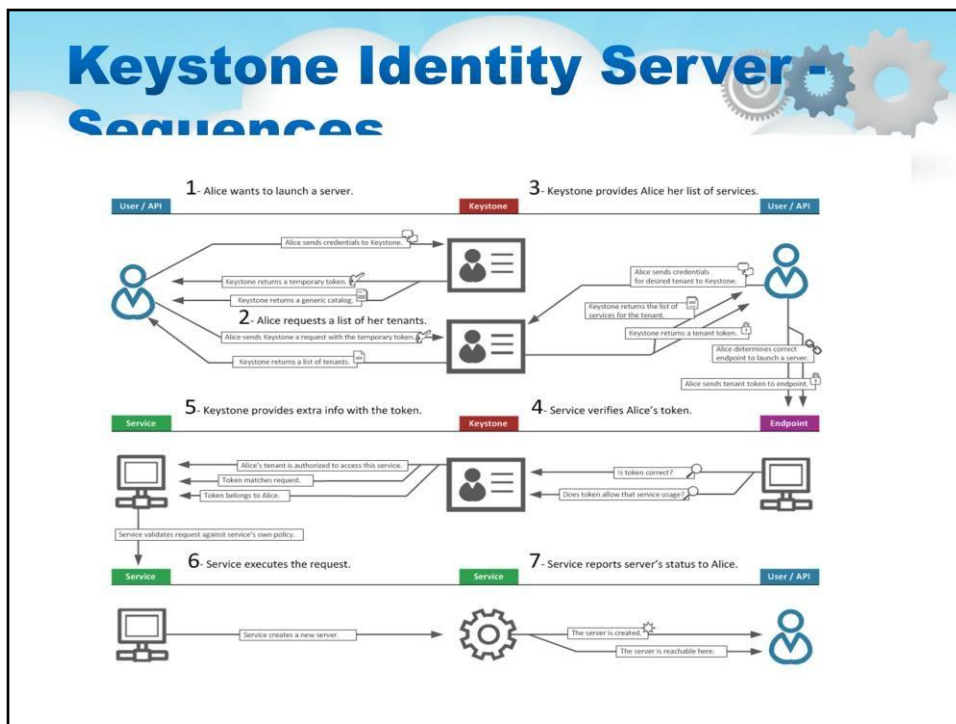 Keystone Identity Server -
Sequences
1- Alice wants to launch a server.
3- Keystone provides Alice her list of services.
User / API
Keystone
User / API
Alice sends credentials to Keystone.
Keystone returns a temporary token.
Keystone returns a generic catalog.
Alice sends credentials
for desired tenant to Keystone.
Keystone returns the list of
services for the tenant.
Keystone returns a tenant token.
2- Alice requests a list of her tenants.
Alice sends Keystone a request with the temporary token.
Keystone returns a list of tenants.
Alice determines correct
endpoint to launch a server.
Alice sends tenant token to endpoint.
5- Keystone provides extra info with the token.
4- Service verifies Alice's token.
Service
Keystone
Endpoint
Alice's tenant is authorized to access this service.
Token matches request.
Token belongs to Alice.
Is token correct?
Does token allow that service usage?
Service validates request against service's own policy.
6- Service executes the request.
7- Service reports server's status to Alice.
Service
Service
User / API
Service creates a new server.
The server is created.
The server is reachable here.